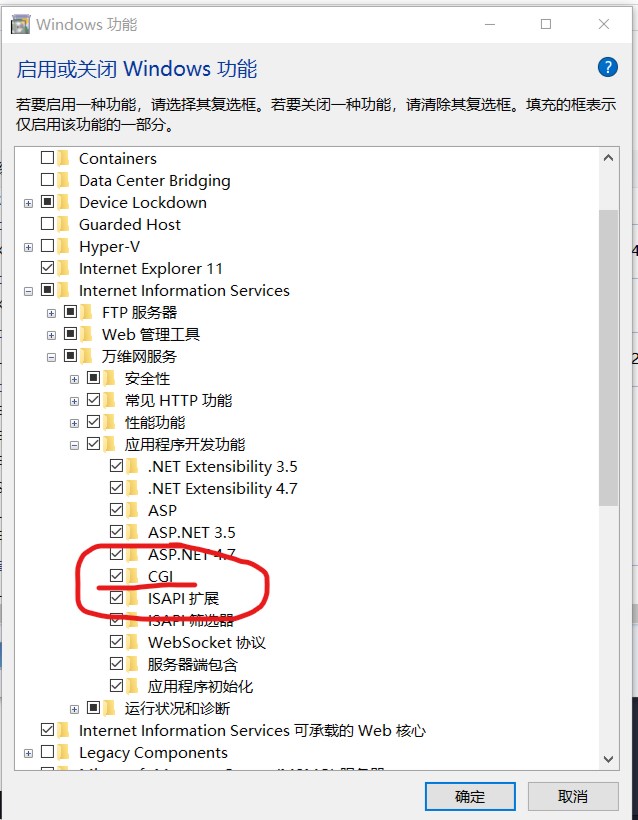 Windows 功能
启用或关闭 Windows 功能
若要启用一种功能，请选择其复选框。若要关闭一种功能，请清除其复选框。填充的框表示
仅启用该功能的一部分。
Containers
Data Center Bridging
Device Lockdown
Guarded Host
Hyper-V
Internet Explorer 11
Internet Information Services
FTP 服务器
Web 管理工具
万维网服务
安全性
常见 HTTP 功能
性能功能
应用程序开发功能
.NET Extensibility 3.5
.NET Extensibility 4.7
ASP
ASP.NET 3.5
ASP.NET 4.7
CGI
ISAPI 扩展
ISAPI 筛选器
WebSocket 协议
服务器端包含
应用程序初始化
运行状况和诊断
Internet Information Services 可承载的 Web 核心
Legacy Components
确定
取消